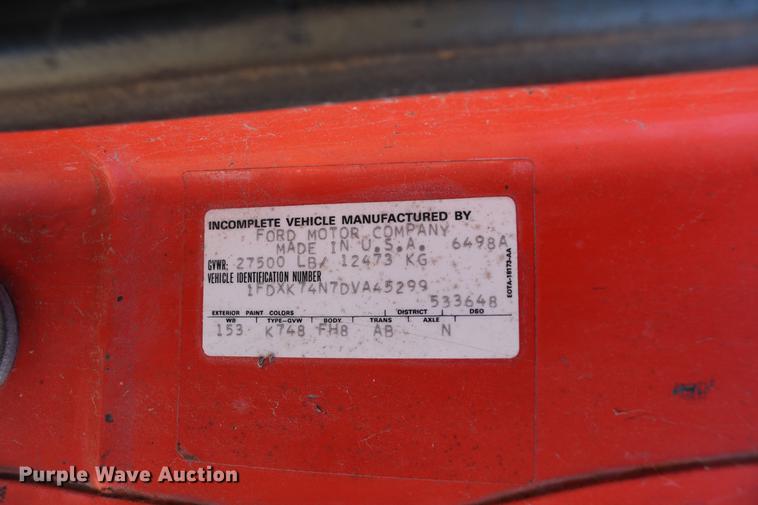 INCOMPLETE VEHICLE MANUFACTURED BY
FORD MOTOR COMPANY
MADE IN U.S.A. 6498A
GVWR: 27500 LB/ 12473 KG
VEHICLE IDENTIFICATION NUMBER
1FDXK74N7DVA45299
533648
EXTERIOR PAINT COLORS DISTRICT DSO
WB TYPE-GVW BODY TRANS AXLE
153 K748 FH8 AB N
EOTA-19173-AA
Purple Wave Auction